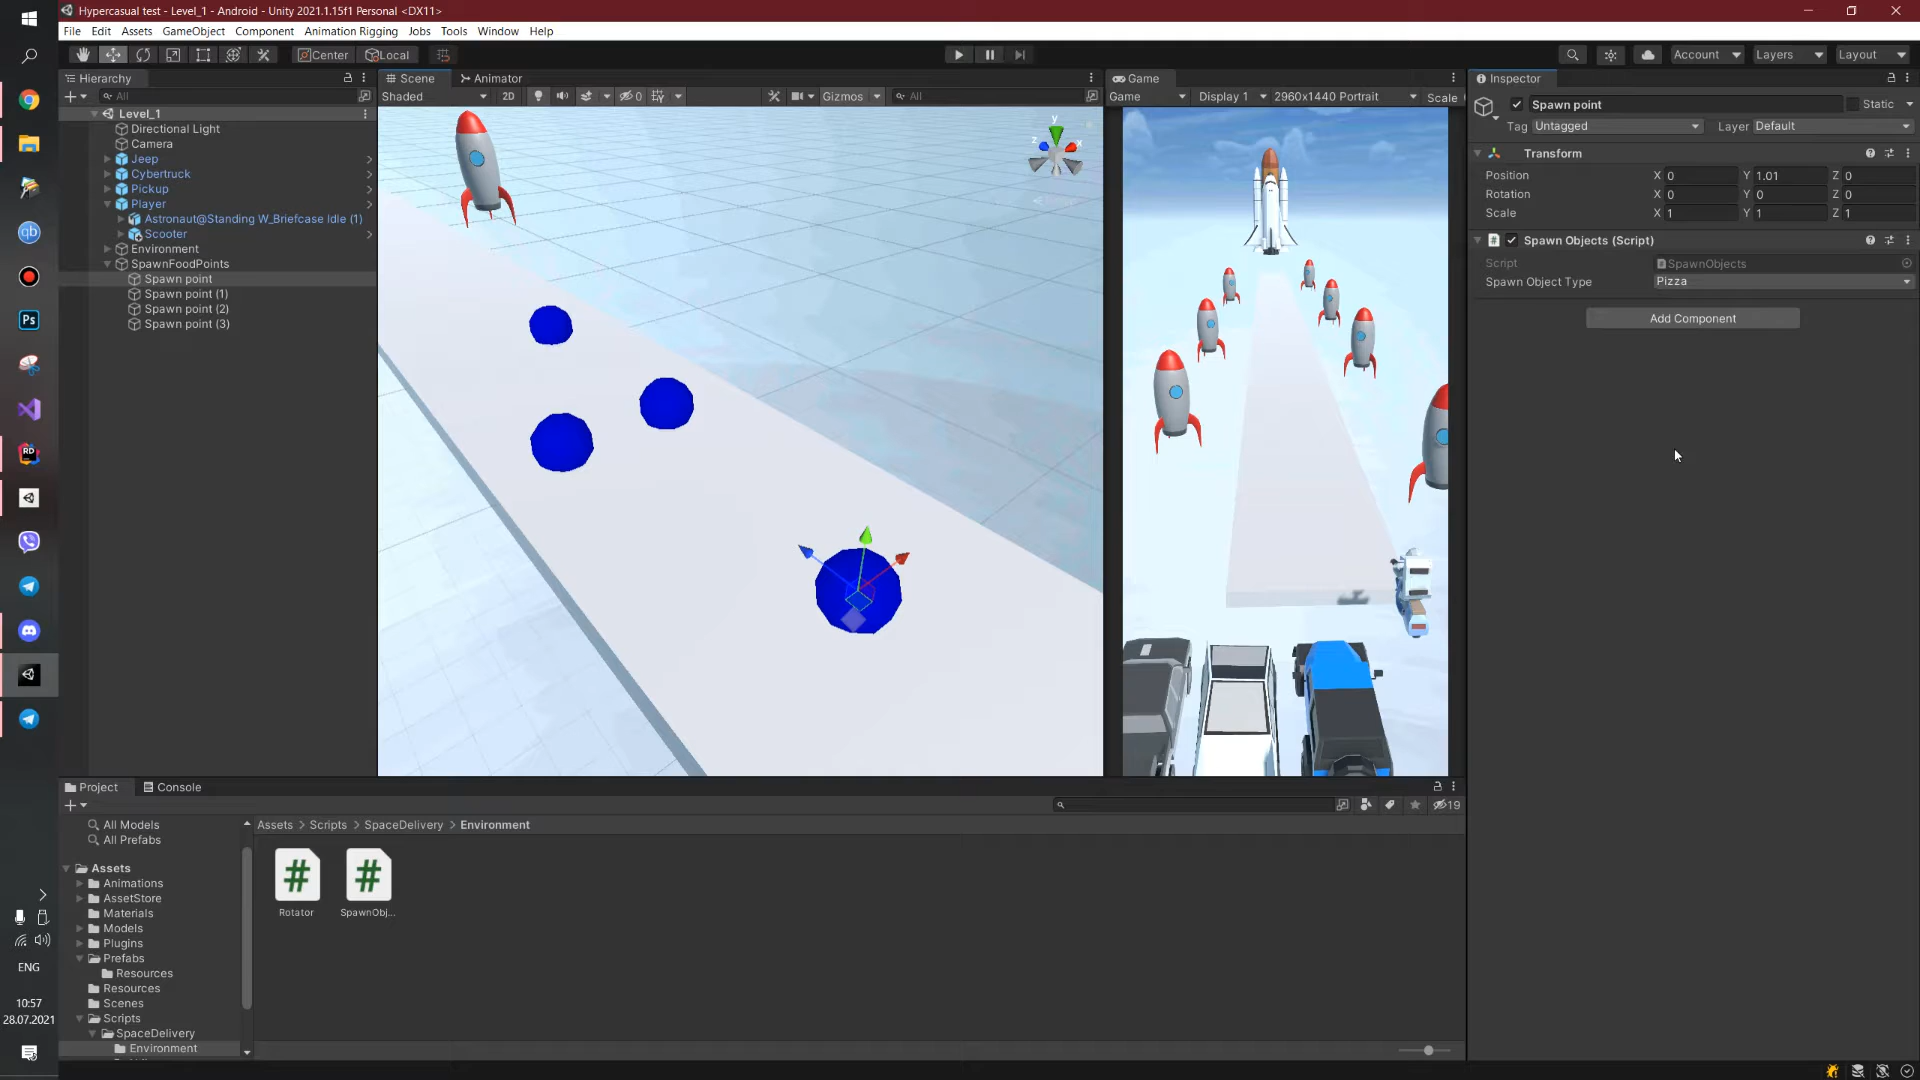 Hypercasual test - Level_1 - Android - Unity 2021.1.15f1 Personal <DX11>
File Edit Assets GameObject Component Animation Rigging Jobs Tools Window Help
Center Local Account Layers Layout
Hierarchy Scene Animator Game Inspector
All Shaded 2D 0 Gizmos All Game Display 1 2960x1440 Portrait Scale
Spawn point Static
Tag Untagged Layer Default
Level_1
Directional Light
Camera
Jeep
Cybertruck
Pickup
Player
Astronaut@Standing W_Briefcase Idle (1)
Scooter
Environment
SpawnFoodPoints
Spawn point
Spawn point (1)
Spawn point (2)
Spawn point (3)
y
z x
Transform
Position X 0 Y 1.01 Z 0
Rotation X 0 Y 0 Z 0
Scale X 1 Y 1 Z 1
Spawn Objects (Script)
Script SpawnObjects
Spawn Object Type Pizza
Add Component
Project Console
19
All Models
All Prefabs
Assets
Animations
AssetStore
Materials
Models
Plugins
Prefabs
Resources
Resources
Scenes
Scripts
SpaceDelivery
Environment
Assets > Scripts > SpaceDelivery > Environment
# #
Rotator SpawnObj...
qb
Ps
RD
ENG
10:57
28.07.2021